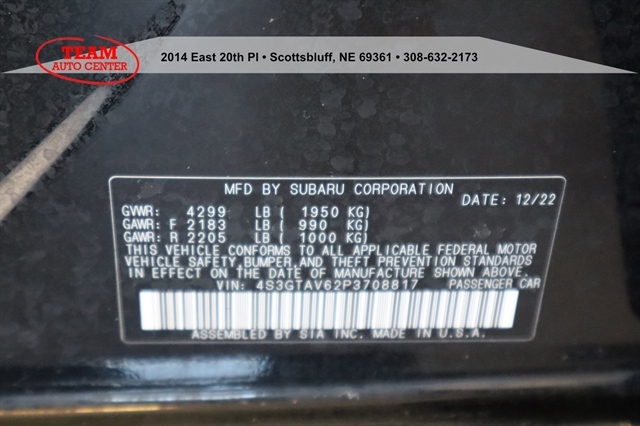 TEAM
AUTO CENTER
2014 East 20th Pl • Scottsbluff, NE 69361 • 308-632-2173
MFD BY SUBARU CORPORATION
DATE: 12/22
GVWR: 4299 LB ( 1950 KG)
GAWR: F 2183 LB ( 990 KG)
GAWR: R 2205 LB ( 1000 KG)
THIS VEHICLE CONFORMS TO ALL APPLICABLE FEDERAL MOTOR
VEHICLE SAFETY, BUMPER, AND THEFT PREVENTION STANDARDS
IN EFFECT ON THE DATE OF MANUFACTURE SHOWN ABOVE.
VIN: 4S3GTAV62P3708817 PASSENGER CAR
ASSEMBLED BY SIA INC. MADE IN U.S.A.